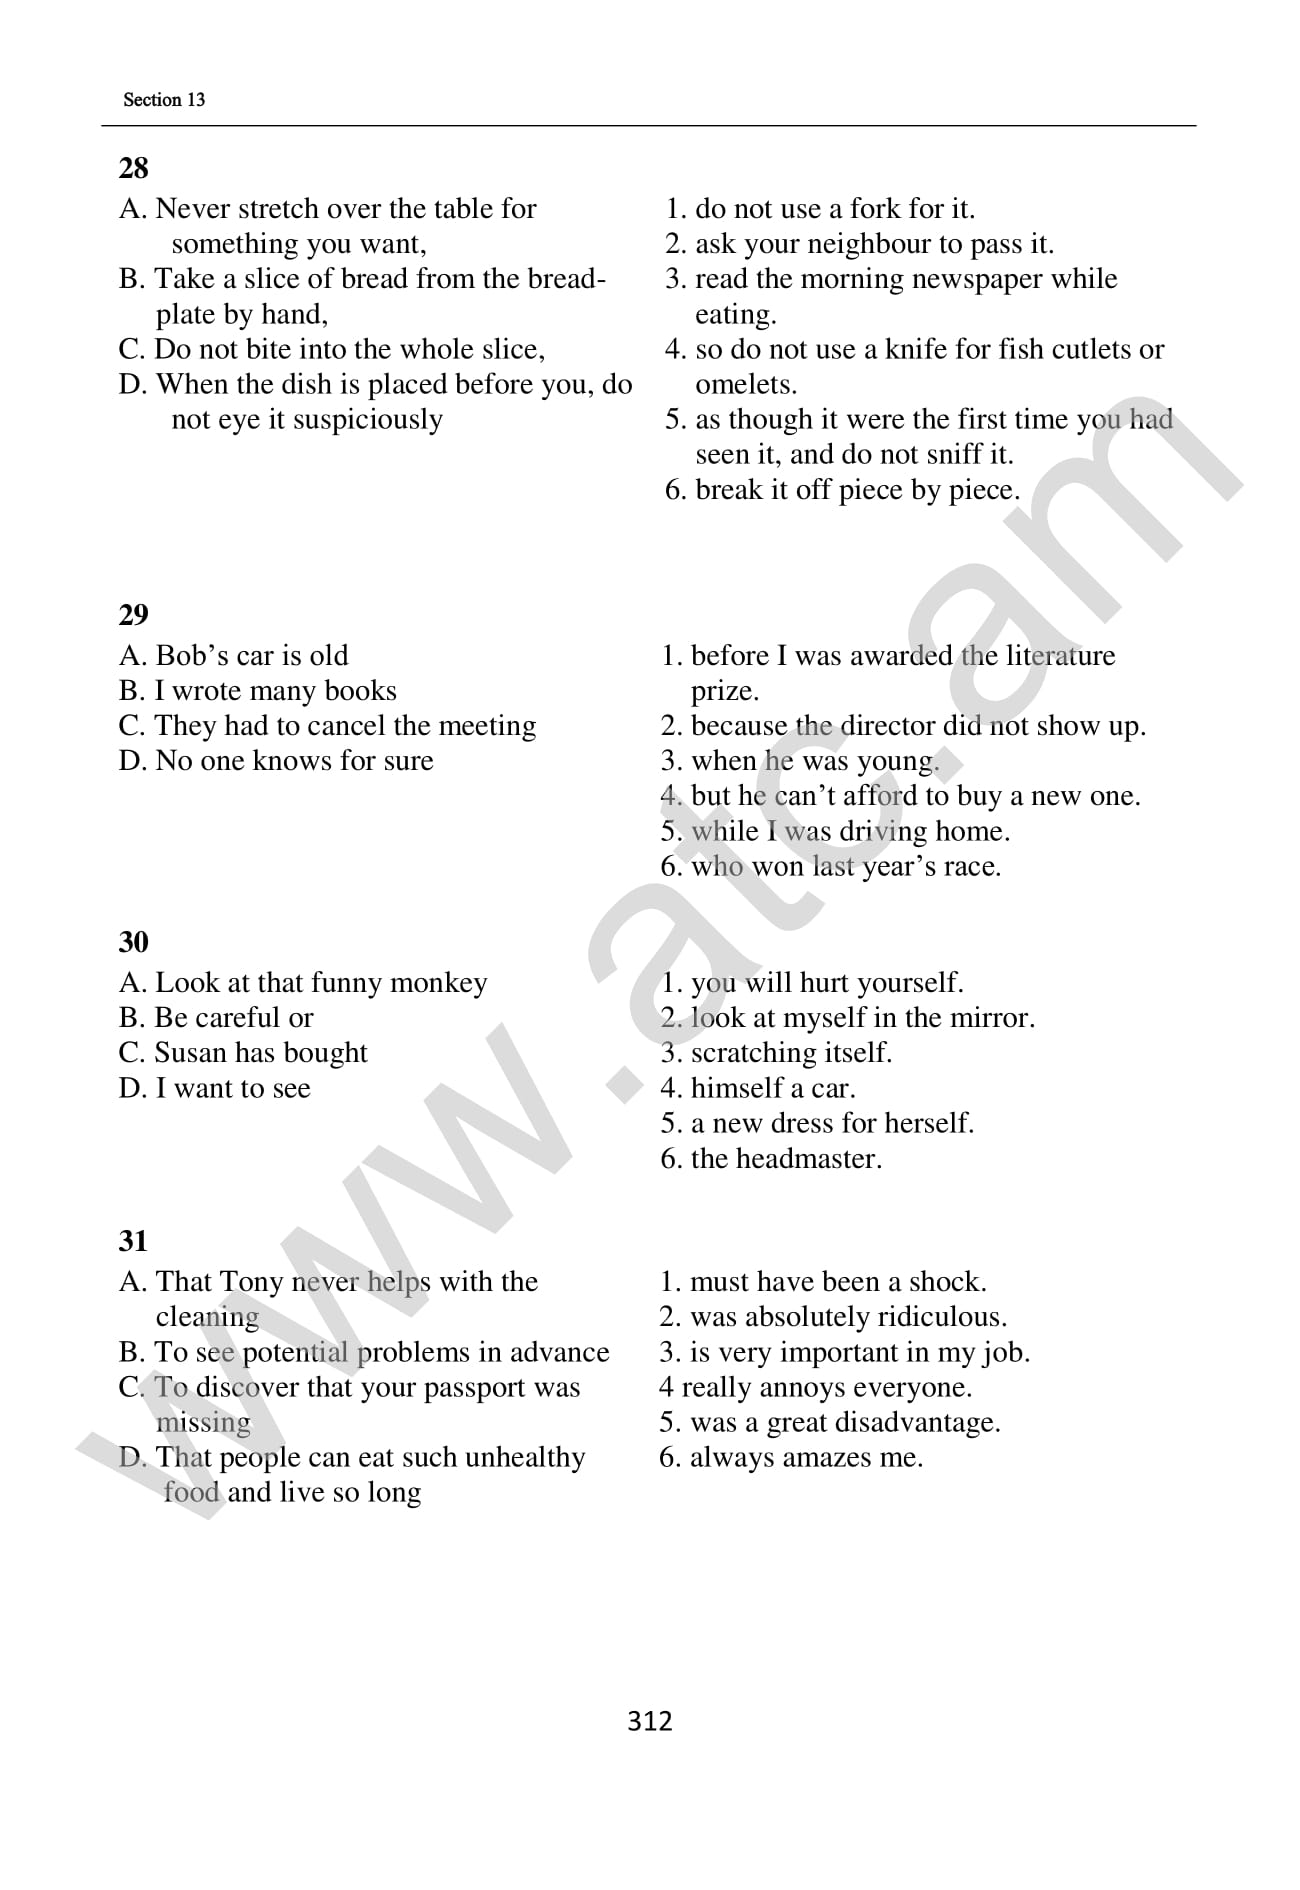 Section 13
28
A. Never stretch over the table for
something you want,
B. Take a slice of bread from the bread-
plate by hand,
C. Do not bite into the whole slice,
D. When the dish is placed before you, do
not eye it suspiciously
1. do not use a fork for it.
2. ask your neighbour to pass it.
3. read the morning newspaper while
eating.
4. so do not use a knife for fish cutlets or
omelets.
5. as though it were the first time you had
seen it, and do not sniff it.
6. break it off piece by piece.
29
A. Bob’s car is old
B. I wrote many books
C. They had to cancel the meeting
D. No one knows for sure
1. before I was awarded the literature
prize.
2. because the director did not show up.
3. when he was young.
4. but he can’t afford to buy a new one.
5. while I was driving home.
6. who won last year’s race.
30
A. Look at that funny monkey
B. Be careful or
C. Susan has bought
D. I want to see
1. you will hurt yourself.
2. look at myself in the mirror.
3. scratching itself.
4. himself a car.
5. a new dress for herself.
6. the headmaster.
31
A. That Tony never helps with the
cleaning
B. To see potential problems in advance
C. To discover that your passport was
missing
D. That people can eat such unhealthy
food and live so long
1. must have been a shock.
2. was absolutely ridiculous.
3. is very important in my job.
4 really annoys everyone.
5. was a great disadvantage.
6. always amazes me.
www.atc.am
312